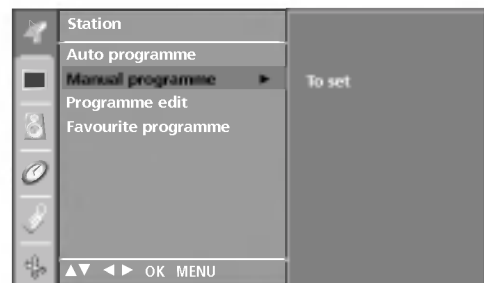 Station
Auto programme
Manual programme ►
To set
Programme edit
Favourite programme
▲▼ ◄► OK MENU